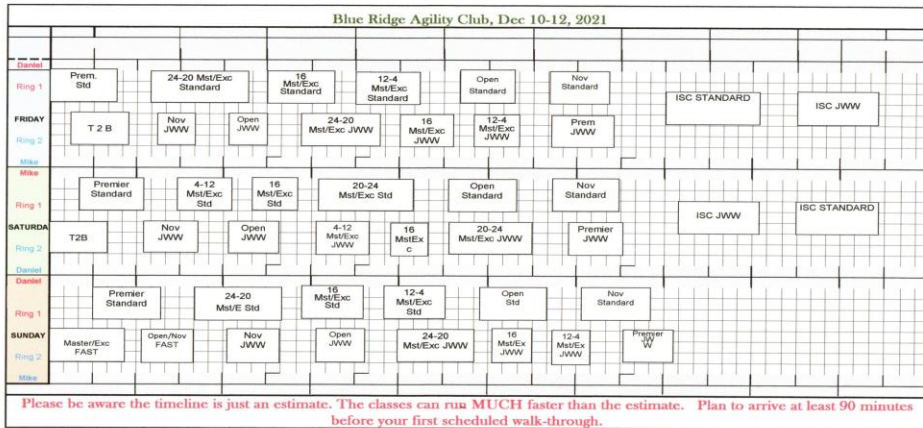 Blue Ridge Agility Club, Dec 10-12, 2021
Daniel
Ring 1
Prem.
Std
24-20 Mst/Exc
Standard
16
Mst/Exc
Standard
12-4
Mst/Exc
Standard
Open
Standard
Nov
Standard
ISC STANDARD
ISC JWW
FRIDAY
T 2 B
Nov
JWW
Open
JWW
24-20
Mst/Exc JWW
16
Mst/Exc
JWW
12-4
Mst/Exc
JWW
Prem
JWW
Ring 2
Mike
Mike
Ring 1
Premier
Standard
4-12
Mst/Exc
Std
16
Mst/Exc
Std
20-24
Mst/Exc Std
Open
Standard
Nov
Standard
ISC JWW
ISC STANDARD
SATURDA
T2B
Nov
JWW
Open
JWW
4-12
Mst/Exc
JWW
16
MstEx
c
20-24
Mst/Exc JWW
Premier
JWW
Ring 2
Daniel
Daniel
Ring 1
Premier
Standard
24-20
Mst/E Std
16
Mst/Exc
Std
12-4
Mst/Exc
Std
Open
Std
Nov
Standard
SUNDAY
Master/Exc
FAST
Open/Nov
FAST
Nov
JWW
Open
JWW
24-20
Mst/Exc JWW
16
Mst/Ex
JWW
12-4
Mst/Ex
JWW
Premier
JW
W
Ring 2
Mike
Please be aware the timeline is just an estimate. The classes can run MUCH faster than the estimate. Plan to arrive at least 90 minutes
before your first scheduled walk-through.